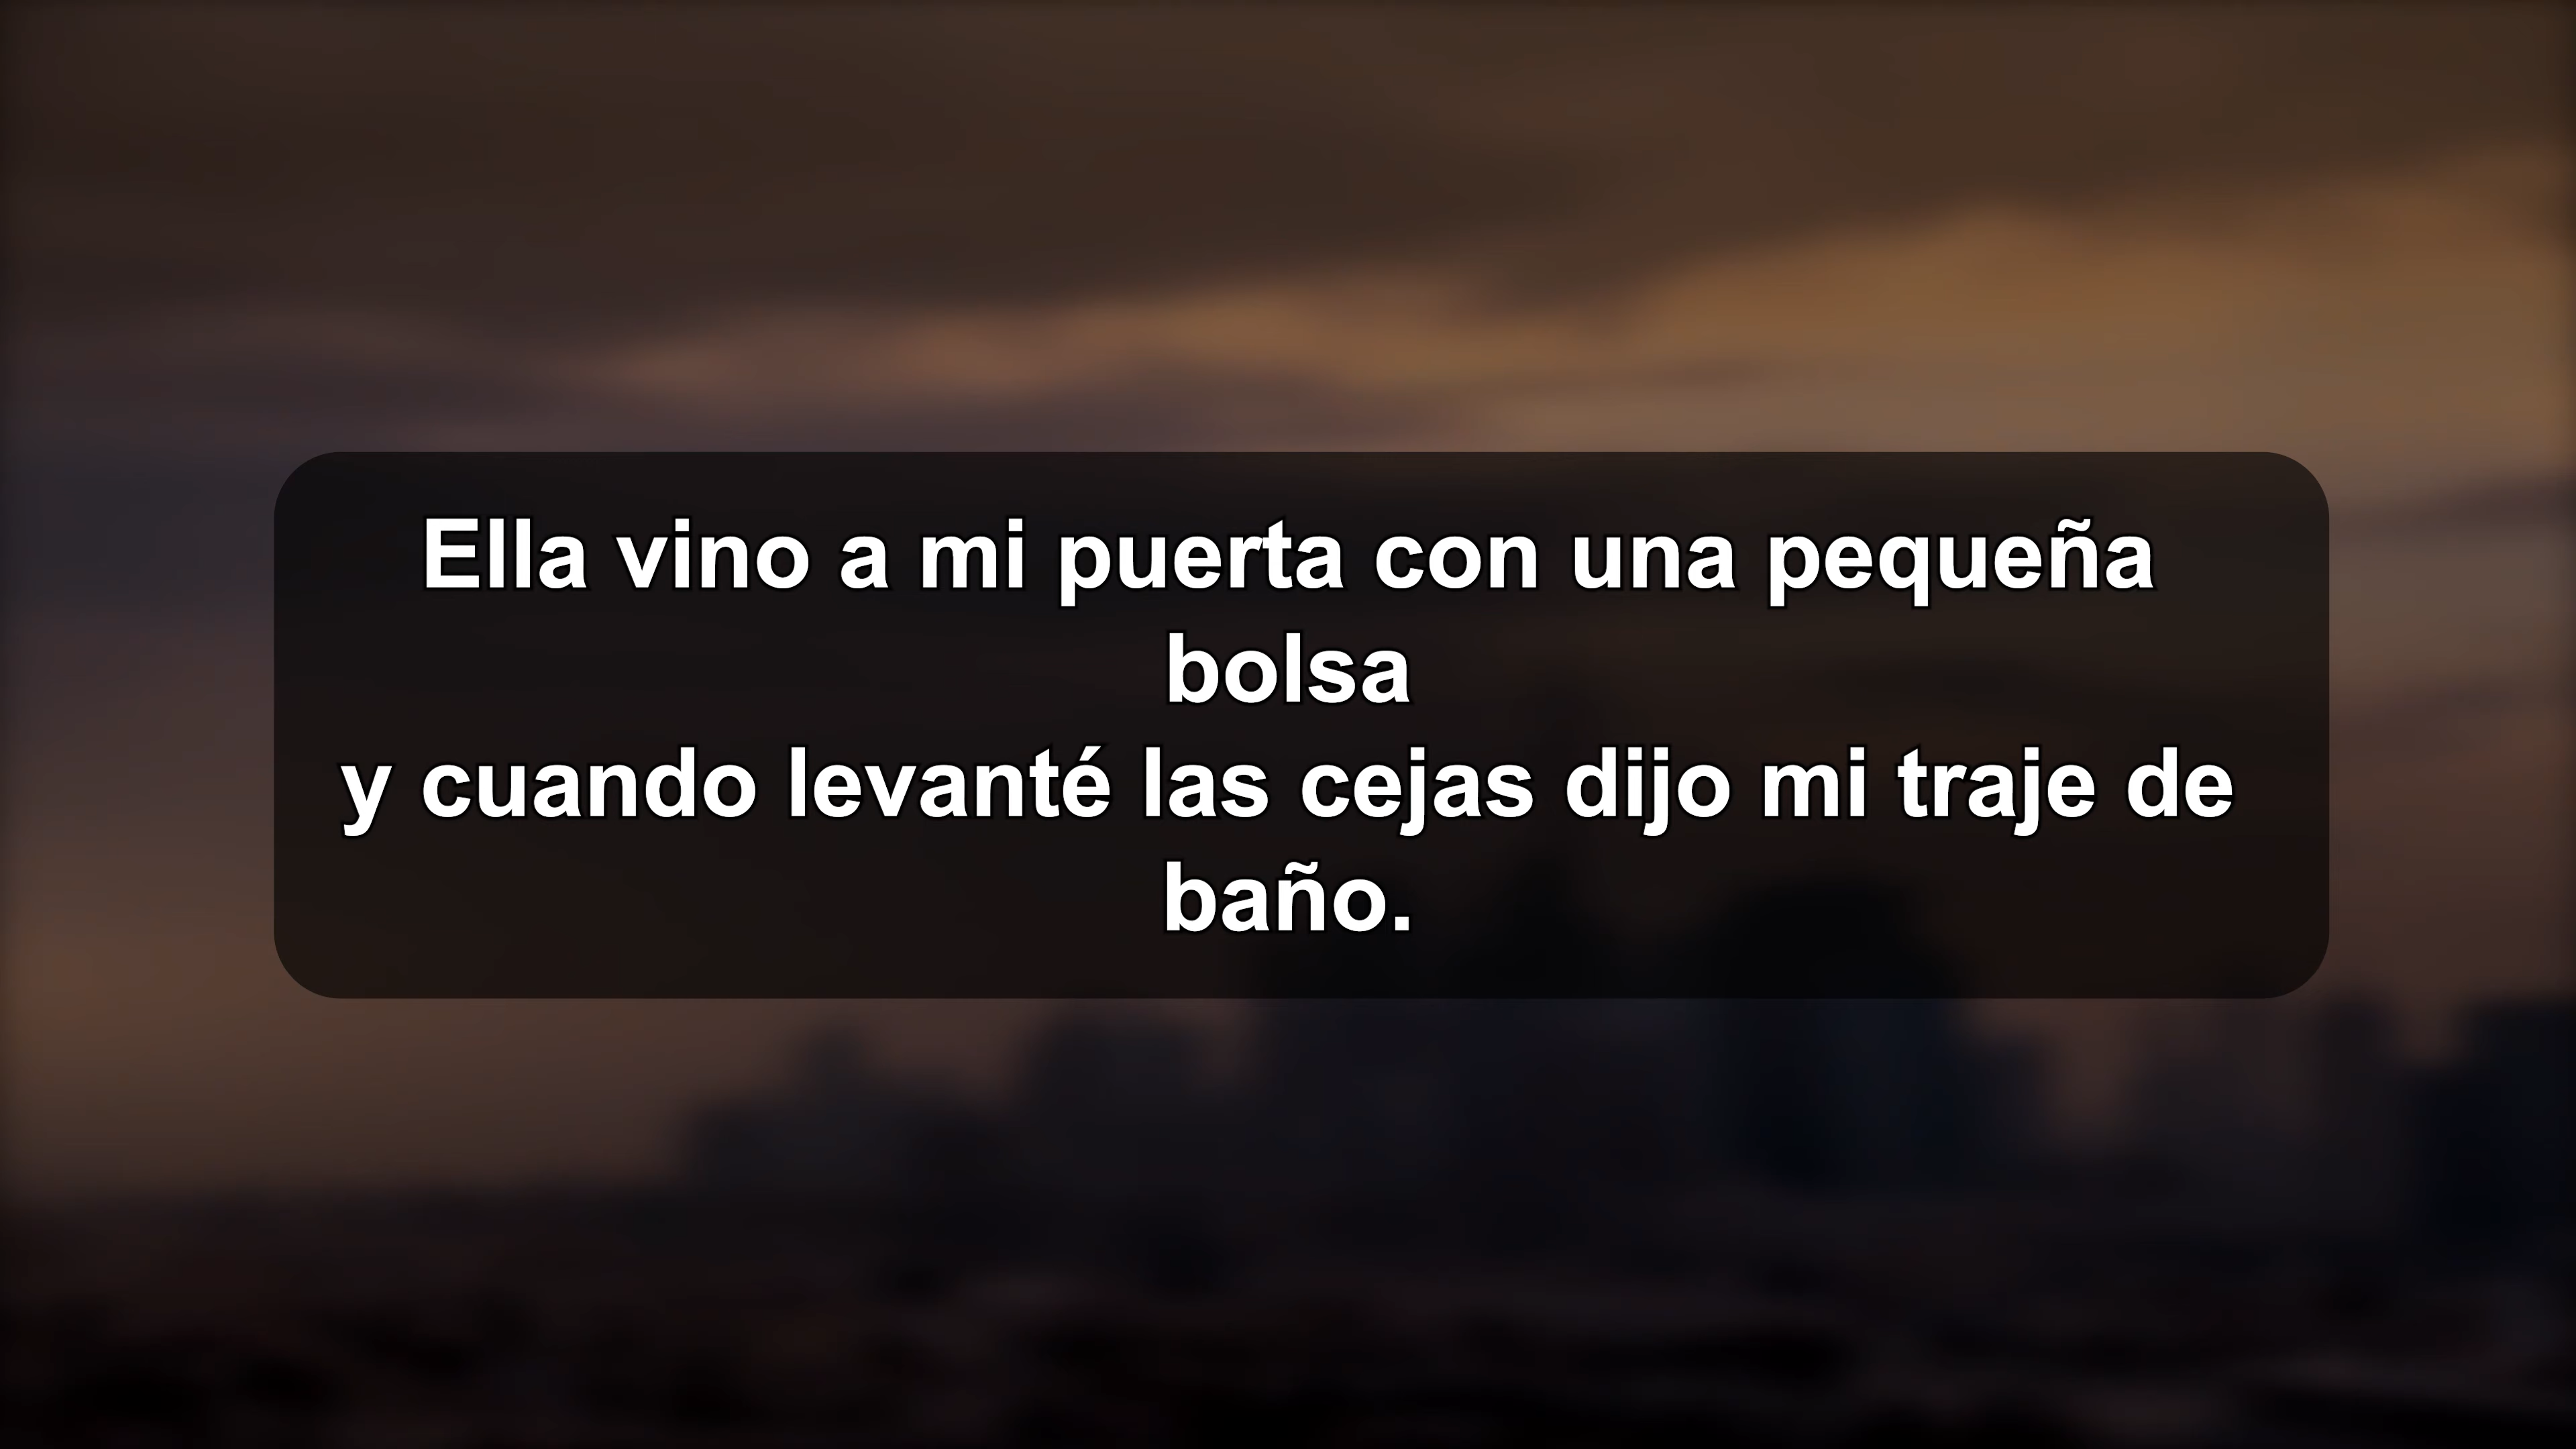 Ella vino a mi puerta con una pequeña
bolsa
y cuando levanté las cejas dijo mi traje de
baño.